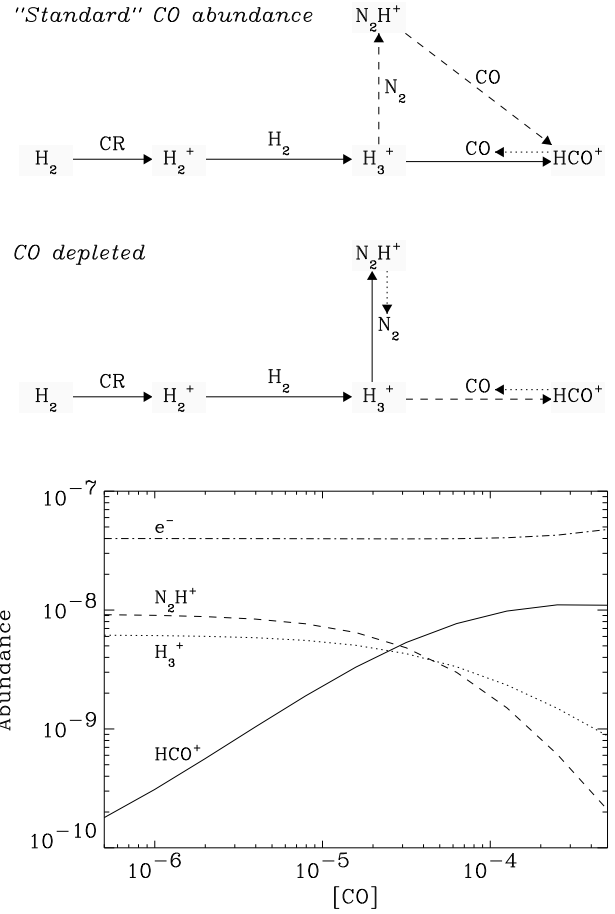 "Standard" CO abundance
N₂H⁺
CO
N₂
H₂ CR H₂⁺ H₂ H₃⁺ CO HCO⁺
CO depleted
N₂H⁺
N₂
H₂ CR H₂⁺ H₂ H₃⁺ CO HCO⁺
10⁻⁷
e⁻
N₂H⁺
10⁻⁸
H₃⁺
Abundance
10⁻⁹
HCO⁺
10⁻¹⁰
10⁻⁶ 10⁻⁵ 10⁻⁴
[CO]